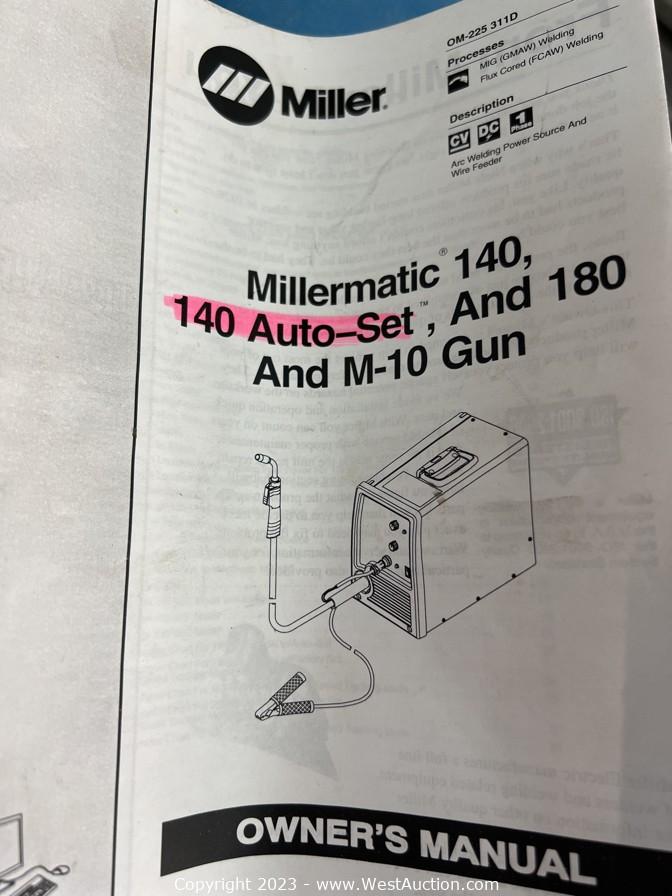 OM-225 311D
Processes
MIG (GMAW) Welding
Flux Cored (FCAW) Welding
Description
CV DC 1 Phase
Arc Welding Power Source And
Wire Feeder
Miller®
Millermatic® 140,
140 Auto–Set™, And 180
And M-10 Gun
OWNER'S MANUAL
Copyright 2023 - www.WestAuction.com